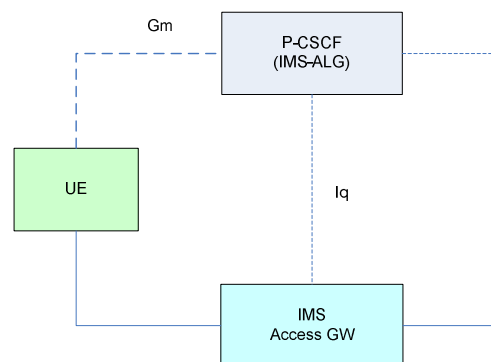 Gm
P-CSCF
(IMS-ALG)
UE
Iq
IMS
Access GW